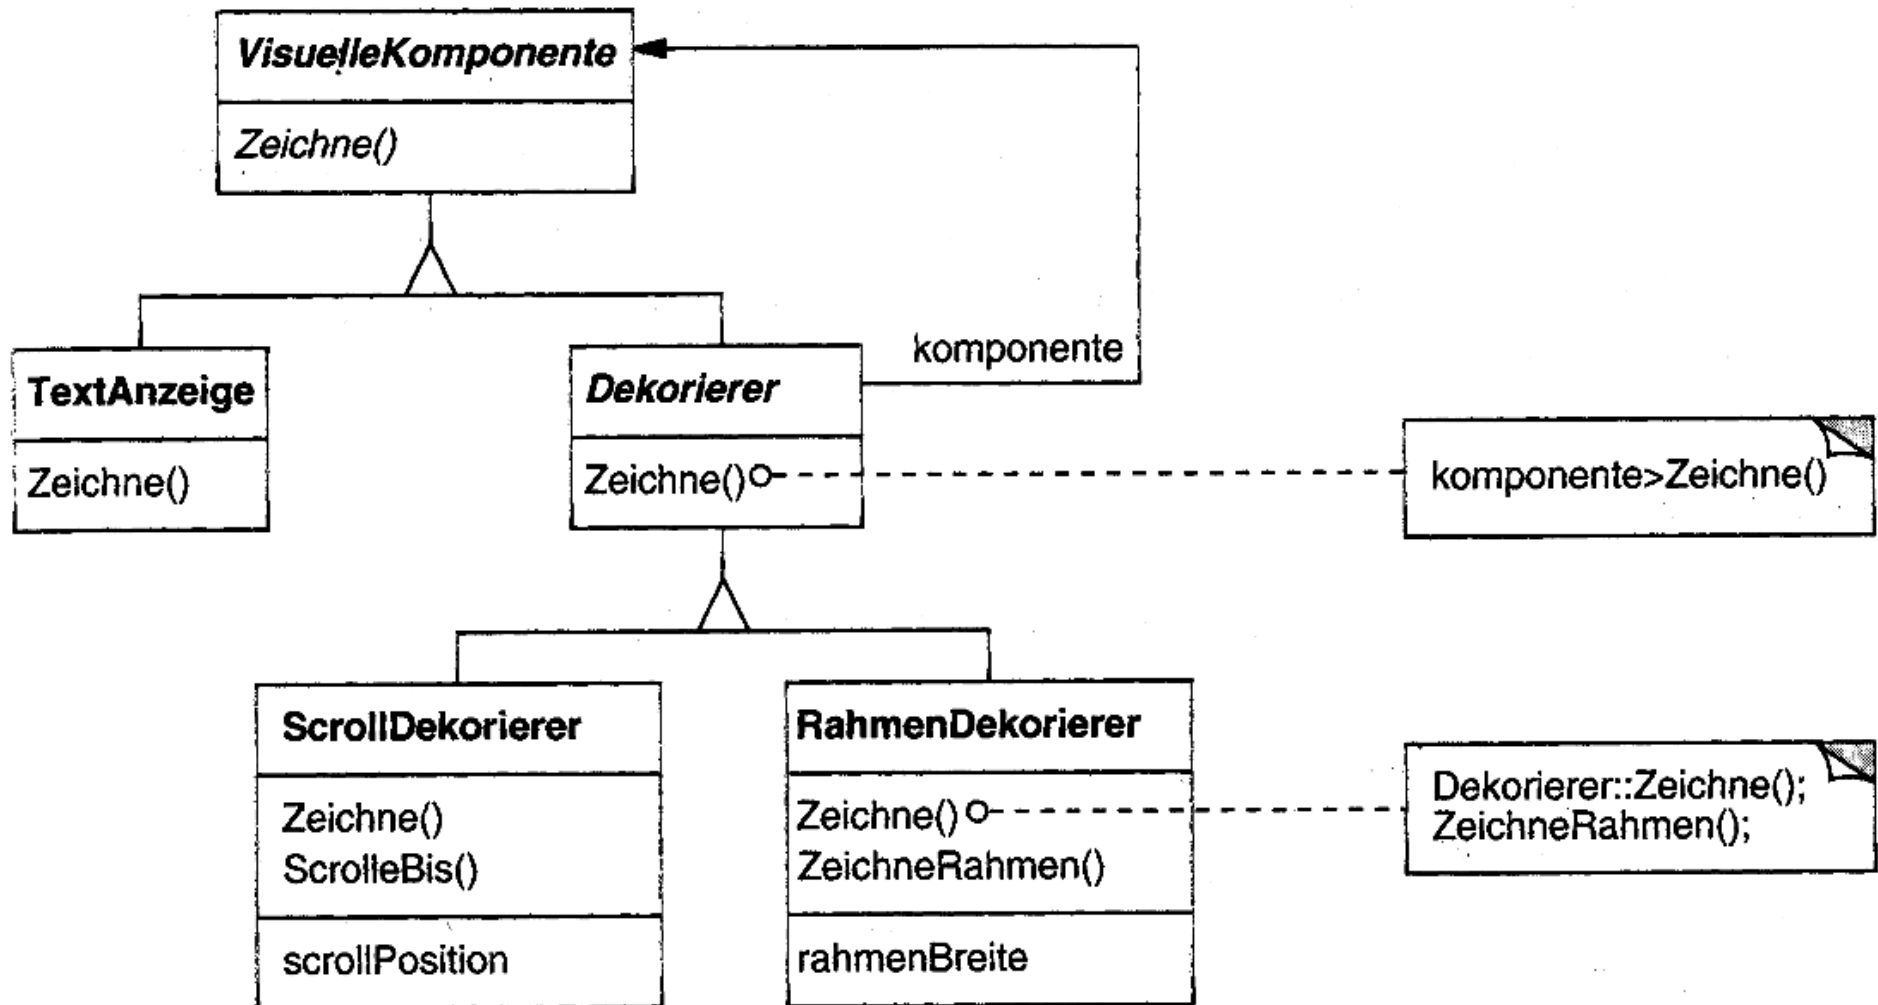 VisuelleKomponente
Zeichne()
komponente
TextAnzeige
Zeichne()
Dekorierer
Zeichne()
komponente>Zeichne()
ScrollDekorierer
Zeichne()
ScrolleBis()
scrollPosition
RahmenDekorierer
Zeichne()
ZeichneRahmen()
rahmenBreite
Dekorierer::Zeichne();
ZeichneRahmen();